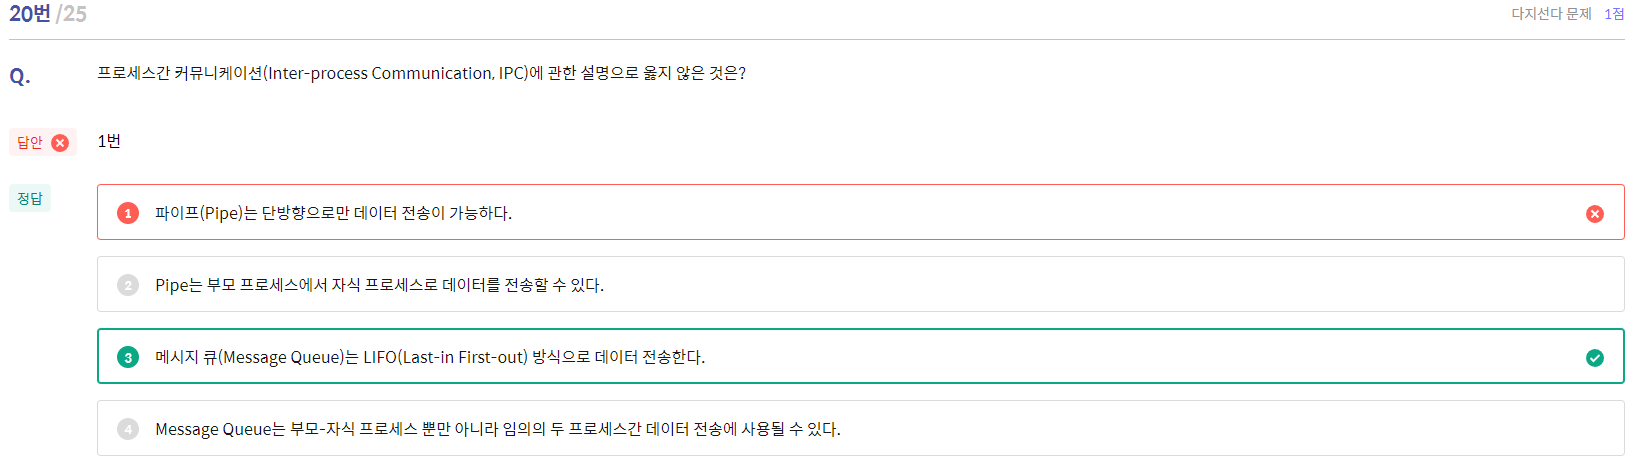 20번 /25
다지선다 문제 1점
Q. 프로세스간 커뮤니케이션(Inter-process Communication, IPC)에 관한 설명으로 옳지 않은 것은?
답안 1번
정답
1 파이프(Pipe)는 단방향으로만 데이터 전송이 가능하다.
2 Pipe는 부모 프로세스에서 자식 프로세스로 데이터를 전송할 수 있다.
3 메시지 큐(Message Queue)는 LIFO(Last-in First-out) 방식으로 데이터 전송한다.
4 Message Queue는 부모-자식 프로세스 뿐만 아니라 임의의 두 프로세스간 데이터 전송에 사용될 수 있다.